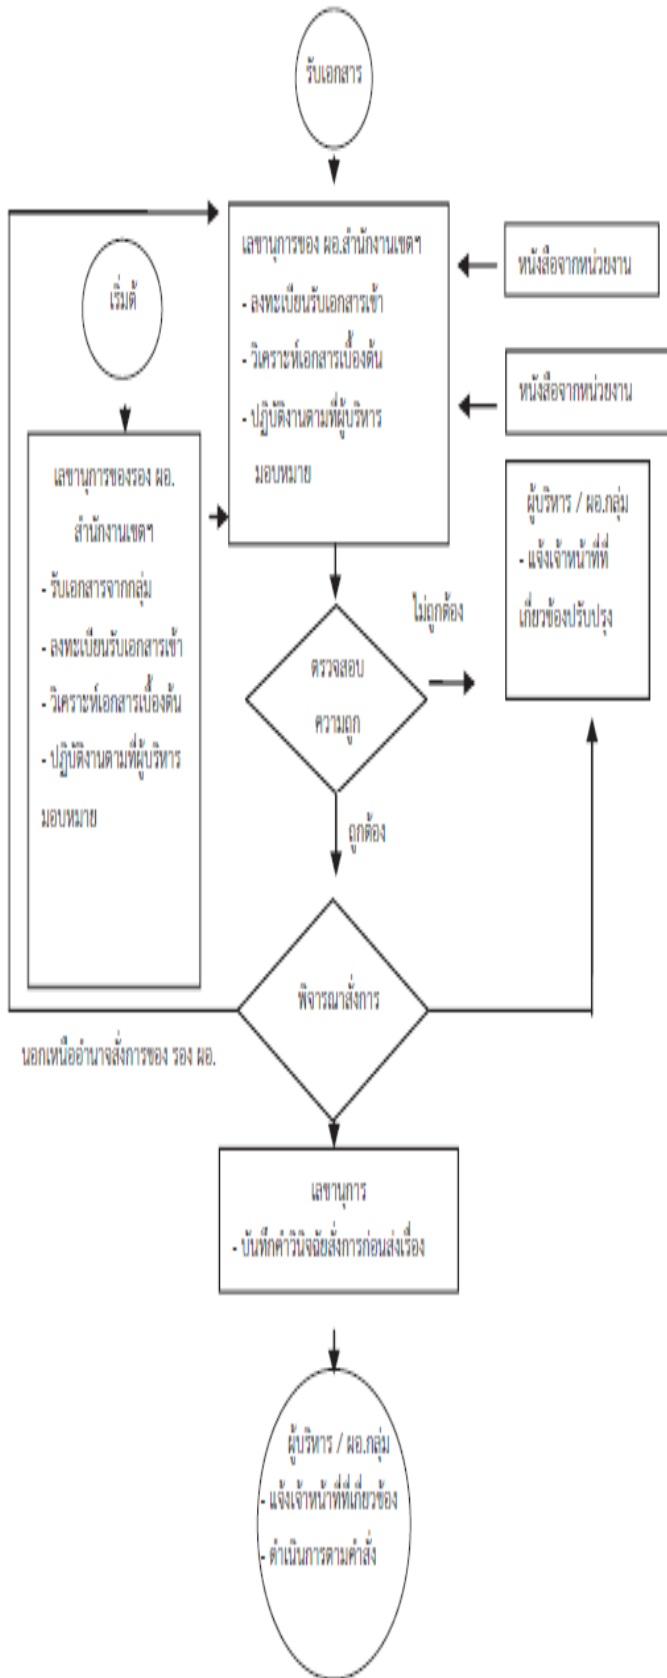 รับเอกสาร
เลขานุการของ ผอ.สำนักงานเขตฯ
- ลงทะเบียนรับเอกสารเข้า
- วิเคราะห์เอกสารเบื้องต้น
- ปฏิบัติงานตามที่ผู้บริหาร
มอบหมาย
หนังสือจากหน่วยงาน
หนังสือจากหน่วยงาน
เริ่มต้
เลขานุการของรอง ผอ.
สำนักงานเขตฯ
- รับเอกสารจากกลุ่ม
- ลงทะเบียนรับเอกสารเข้า
- วิเคราะห์เอกสารเบื้องต้น
- ปฏิบัติงานตามที่ผู้บริหาร
มอบหมาย
ผู้บริหาร / ผอ.กลุ่ม
- แจ้งเจ้าหน้าที่ที่
เกี่ยวข้องปรับปรุง
ไม่ถูกต้อง
ตรวจสอบ
ความถูก
ถูกต้อง
พิจารณาสั่งการ
นอกเหนืออำนาจสั่งการของ รอง ผอ.
เลขานุการ
- บันทึกคำวินิจฉัยสั่งการก่อนส่งเรื่อง
ผู้บริหาร / ผอ.กลุ่ม
- แจ้งเจ้าหน้าที่ที่เกี่ยวข้อง
- ดำเนินการตามคำสั่ง